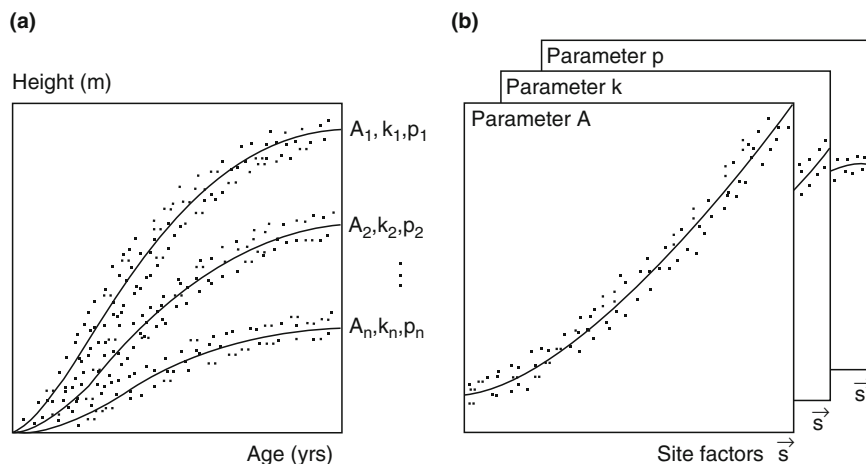 (a)
Height (m)
A₁, k₁,p₁
A₂,k₂,p₂
Aₙ,kₙ,pₙ
Age (yrs)
(b)
Parameter p
Parameter k
Parameter A
s⃗
s⃗
Site factors s⃗